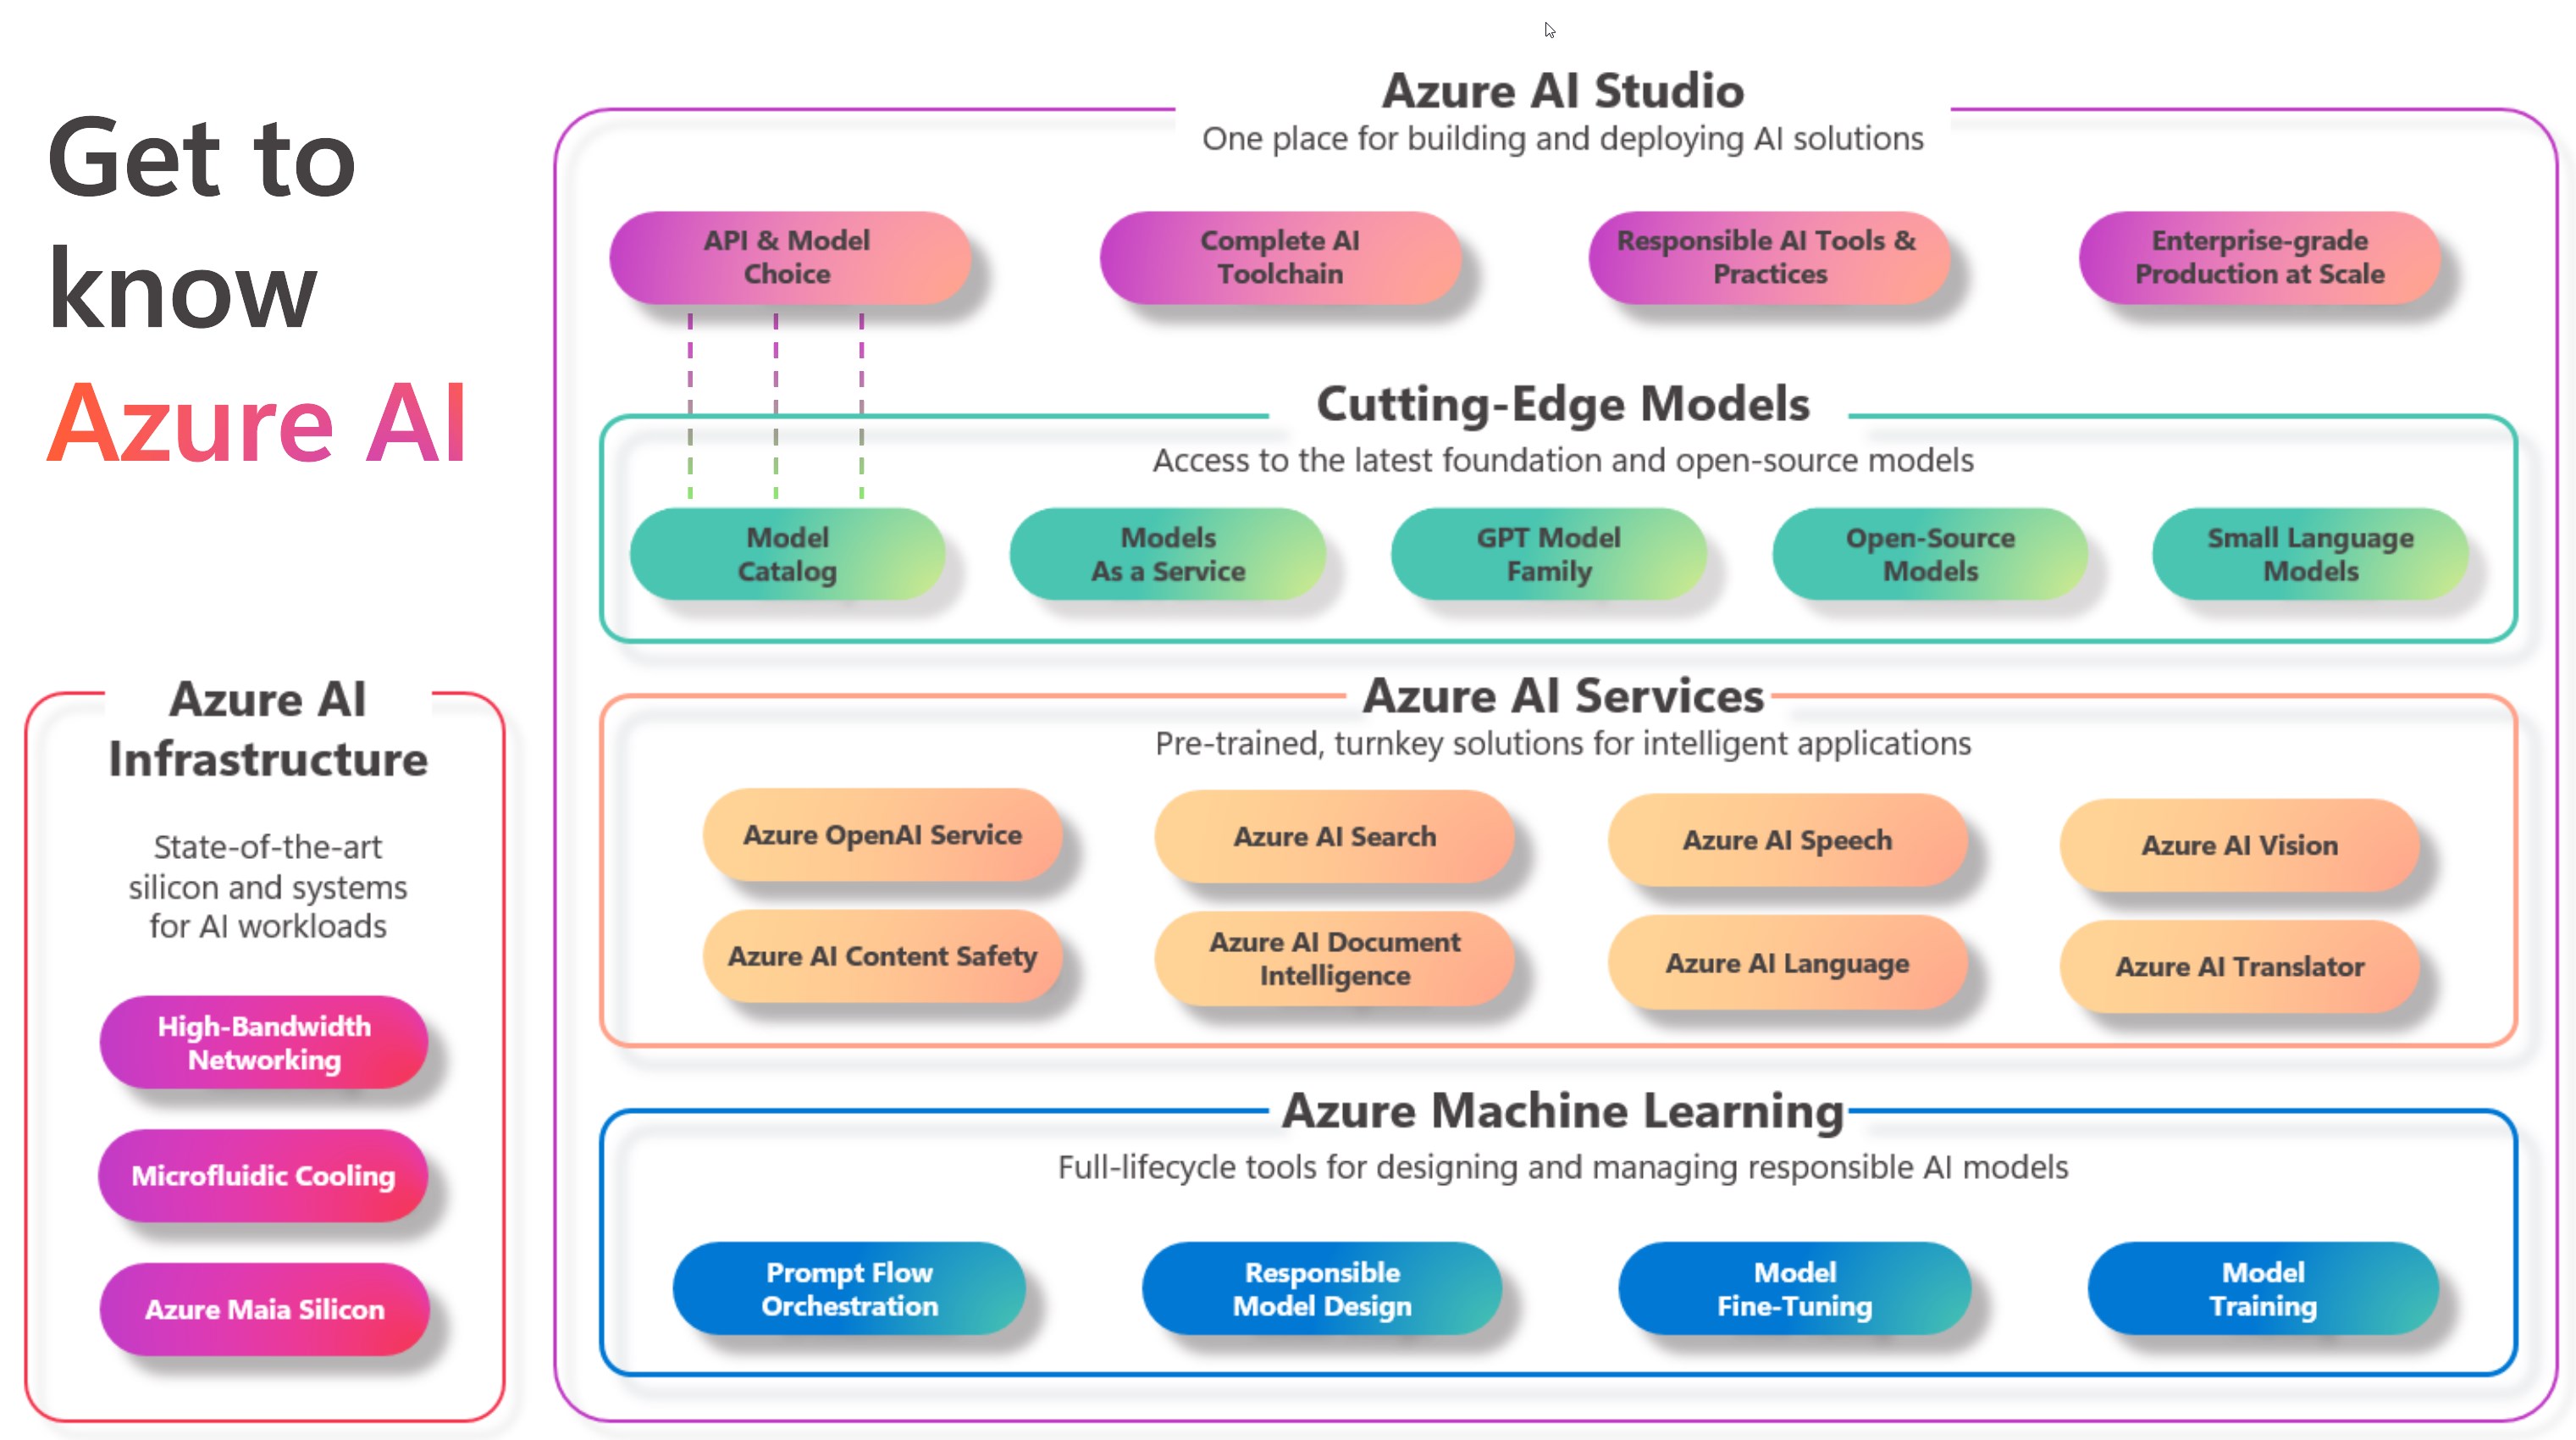 Get to
know
Azure AI
Azure AI
Infrastructure
State-of-the-art
silicon and systems
for AI workloads
High-Bandwidth
Networking
Microfluidic Cooling
Azure Maia Silicon
Azure AI Studio
One place for building and deploying AI solutions
API & Model
Choice
Complete AI
Toolchain
Responsible AI Tools &
Practices
Enterprise-grade
Production at Scale
Cutting-Edge Models
Access to the latest foundation and open-source models
Model
Catalog
Models
As a Service
GPT Model
Family
Open-Source
Models
Small Language
Models
Azure AI Services
Pre-trained, turnkey solutions for intelligent applications
Azure OpenAI Service
Azure AI Search
Azure AI Speech
Azure AI Vision
Azure AI Content Safety
Azure AI Document
Intelligence
Azure AI Language
Azure AI Translator
Azure Machine Learning
Full-lifecycle tools for designing and managing responsible AI models
Prompt Flow
Orchestration
Responsible
Model Design
Model
Fine-Tuning
Model
Training